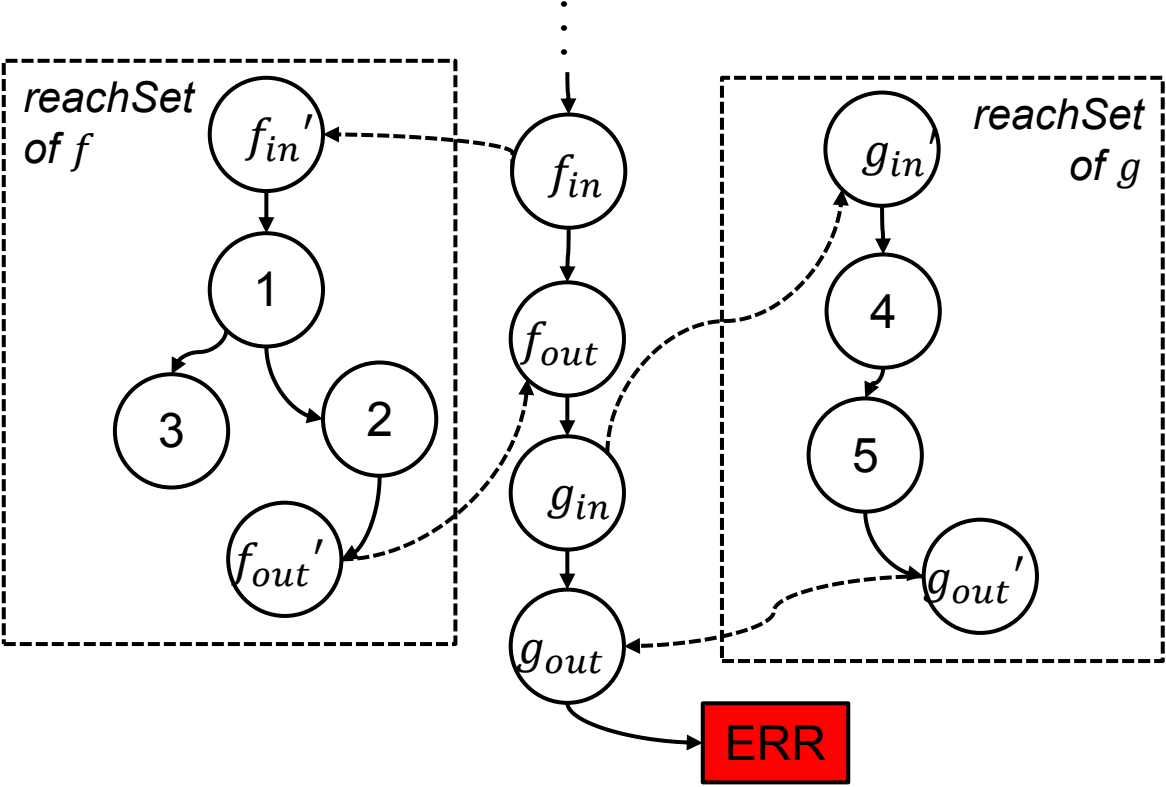 reachSet
of f
f_in'
1
3
2
f_out'
f_in
f_out
g_in
g_out
ERR
reachSet
of g
g_in'
4
5
g_out'